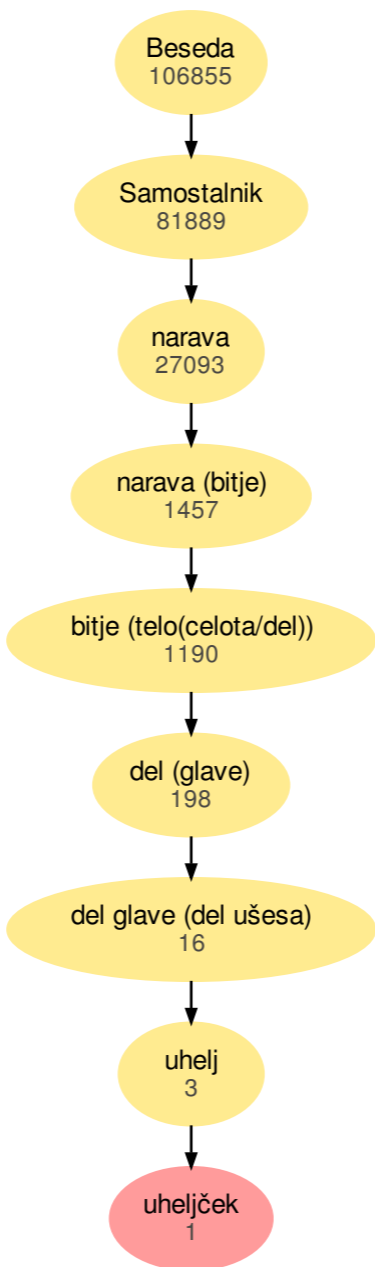 Beseda
106855
Samostalnik
81889
narava
27093
narava (bitje)
1457
bitje (telo(celota/del))
1190
del (glave)
198
del glave (del ušesa)
16
uhelj
3
uheljček
1